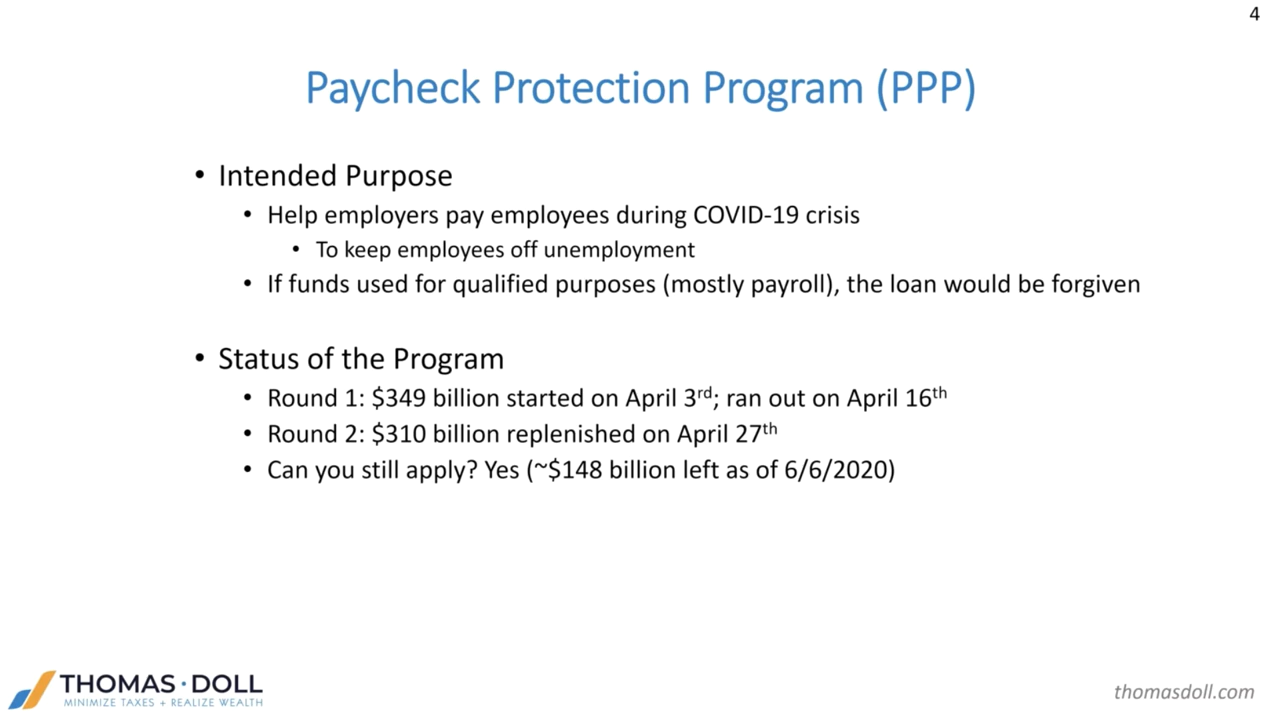 4
Paycheck Protection Program (PPP)
• Intended Purpose
• Help employers pay employees during COVID-19 crisis
• To keep employees off unemployment
• If funds used for qualified purposes (mostly payroll), the loan would be forgiven
• Status of the Program
• Round 1: $349 billion started on April 3rd; ran out on April 16th
• Round 2: $310 billion replenished on April 27th
• Can you still apply? Yes (~$148 billion left as of 6/6/2020)
THOMAS·DOLL
MINIMIZE TAXES + REALIZE WEALTH
thomasdoll.com